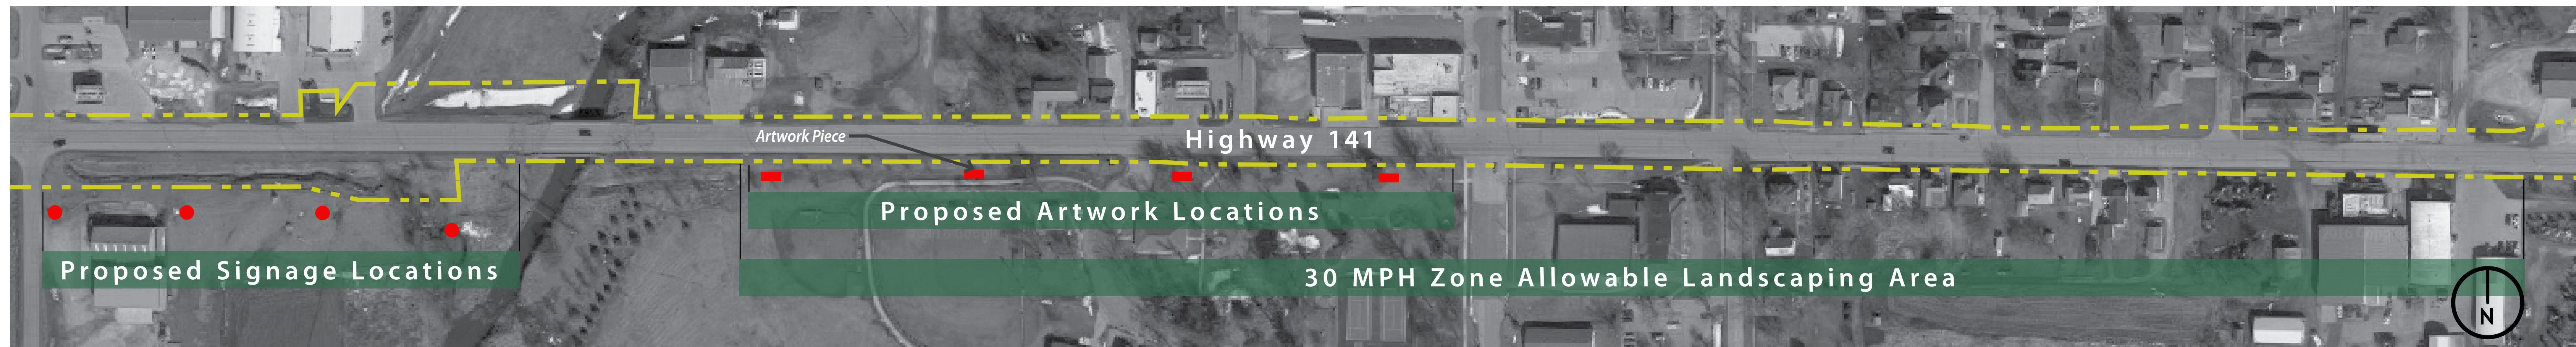 Artwork Piece
Highway 141
Proposed Artwork Locations
Proposed Signage Locations
30 MPH Zone Allowable Landscaping Area
N